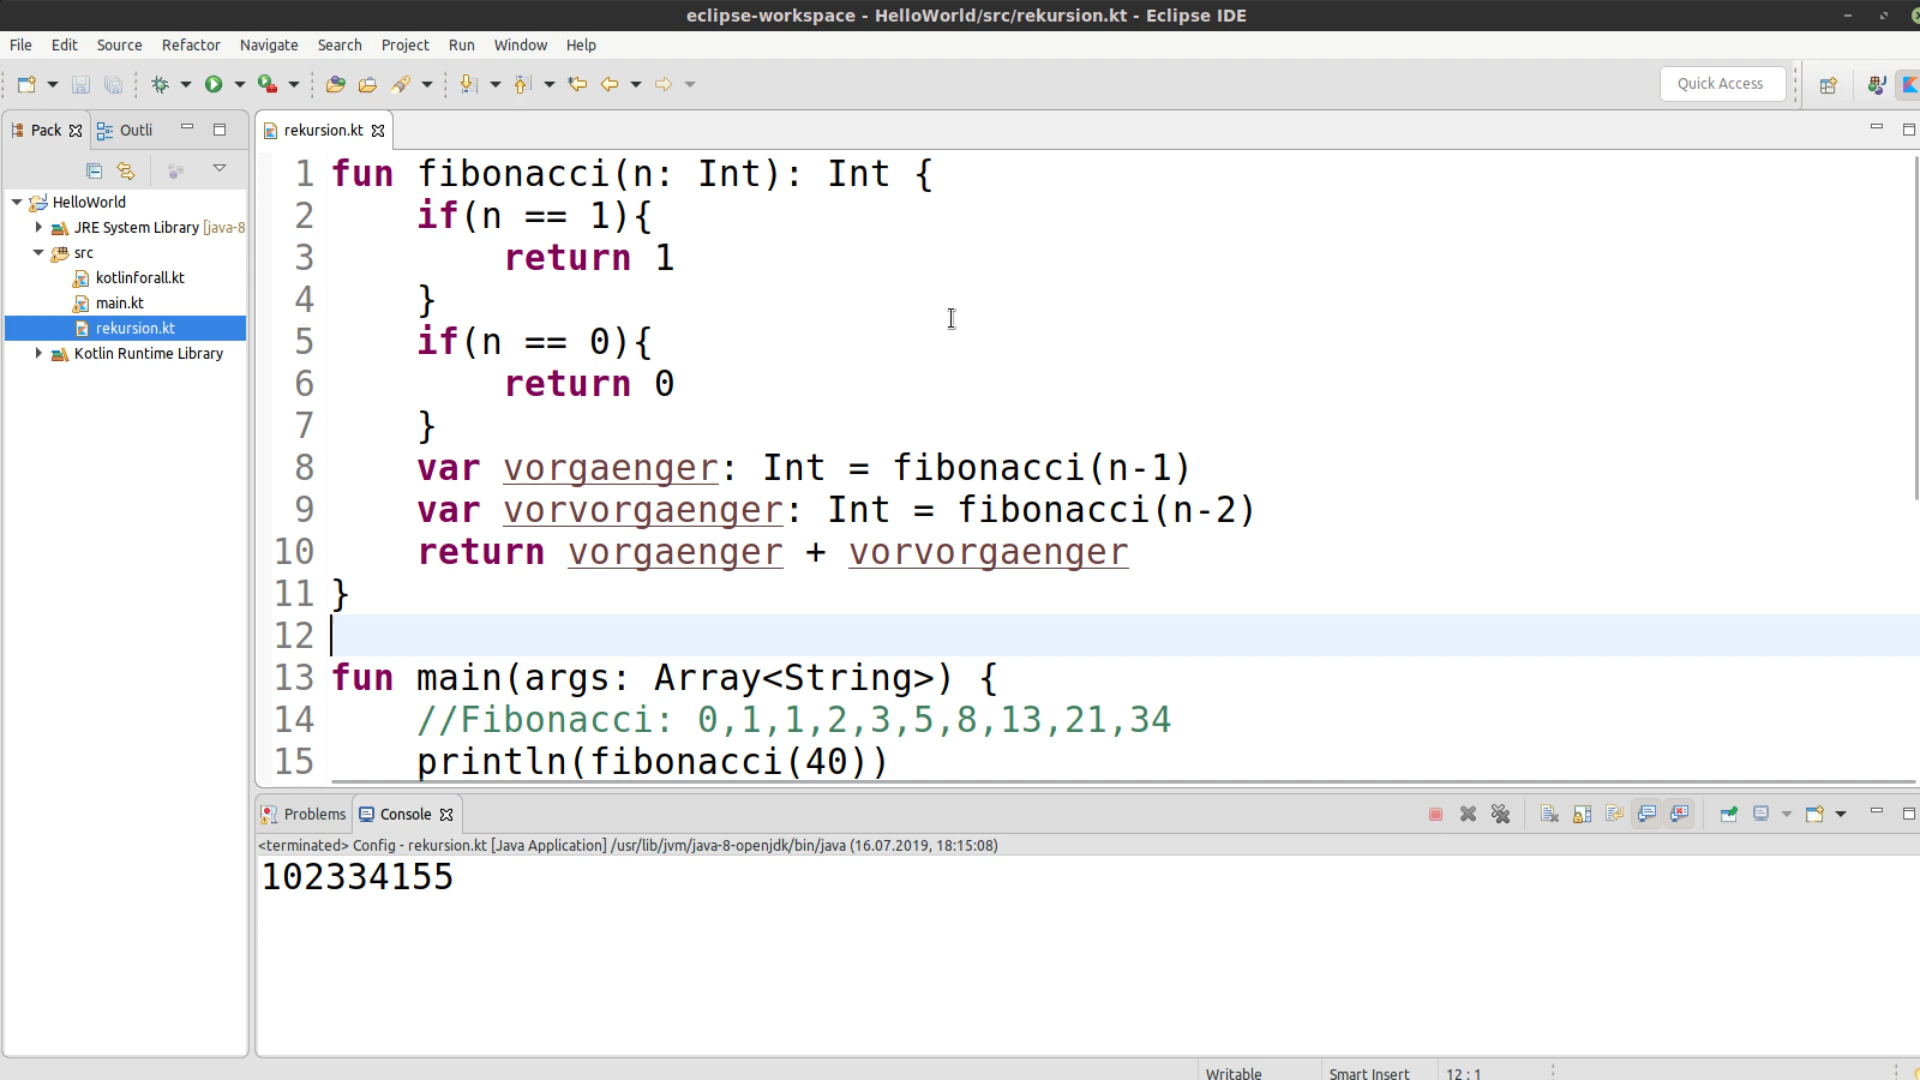 eclipse-workspace - HelloWorld/src/rekursion.kt - Eclipse IDE
File Edit Source Refactor Navigate Search Project Run Window Help
Quick Access
Pack Outli
rekursion.kt
HelloWorld
JRE System Library [java-8
src
kotlinforall.kt
main.kt
rekursion.kt
Kotlin Runtime Library
1 fun fibonacci(n: Int): Int {
2     if(n == 1){
3         return 1
4     }
5     if(n == 0){
6         return 0
7     }
8     var vorgaenger: Int = fibonacci(n-1)
9     var vorvorgaenger: Int = fibonacci(n-2)
10     return vorgaenger + vorvorgaenger
11 }
12
13 fun main(args: Array<String>) {
14     //Fibonacci: 0,1,1,2,3,5,8,13,21,34
15     println(fibonacci(40))
Problems Console
<terminated> Config - rekursion.kt [Java Application] /usr/lib/jvm/java-8-openjdk/bin/java (16.07.2019, 18:15:08)
102334155
Writable Smart Insert 12 : 1